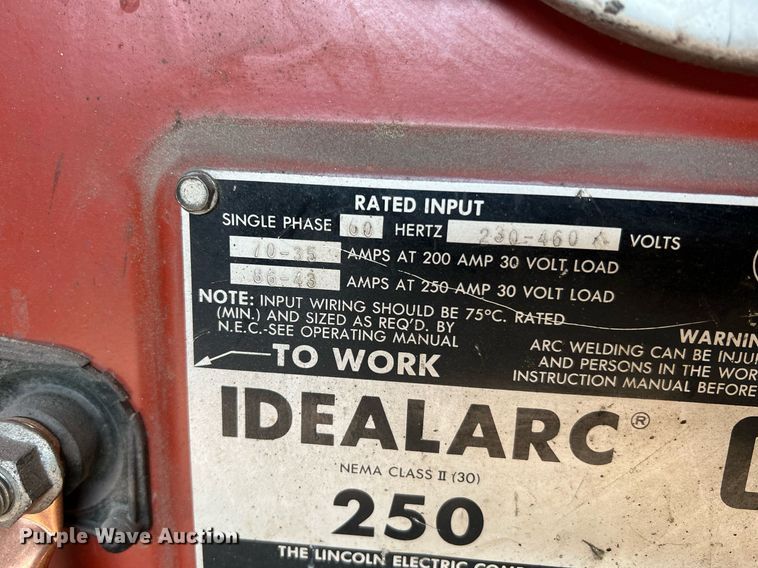 RATED INPUT
SINGLE PHASE 60 HERTZ 230-460 VOLTS
70-35 AMPS AT 200 AMP 30 VOLT LOAD
86-43 AMPS AT 250 AMP 30 VOLT LOAD
NOTE: INPUT WIRING SHOULD BE 75°C. RATED
(MIN.) AND SIZED AS REQ'D. BY
N.E.C.-SEE OPERATING MANUAL
TO WORK
WARNIN
ARC WELDING CAN BE INJU
AND PERSONS IN THE WOR
INSTRUCTION MANUAL BEFORE
IDEALARC®
NEMA CLASS II (30)
250
THE LINCOLN ELECTRIC COMP
Purple Wave Auction